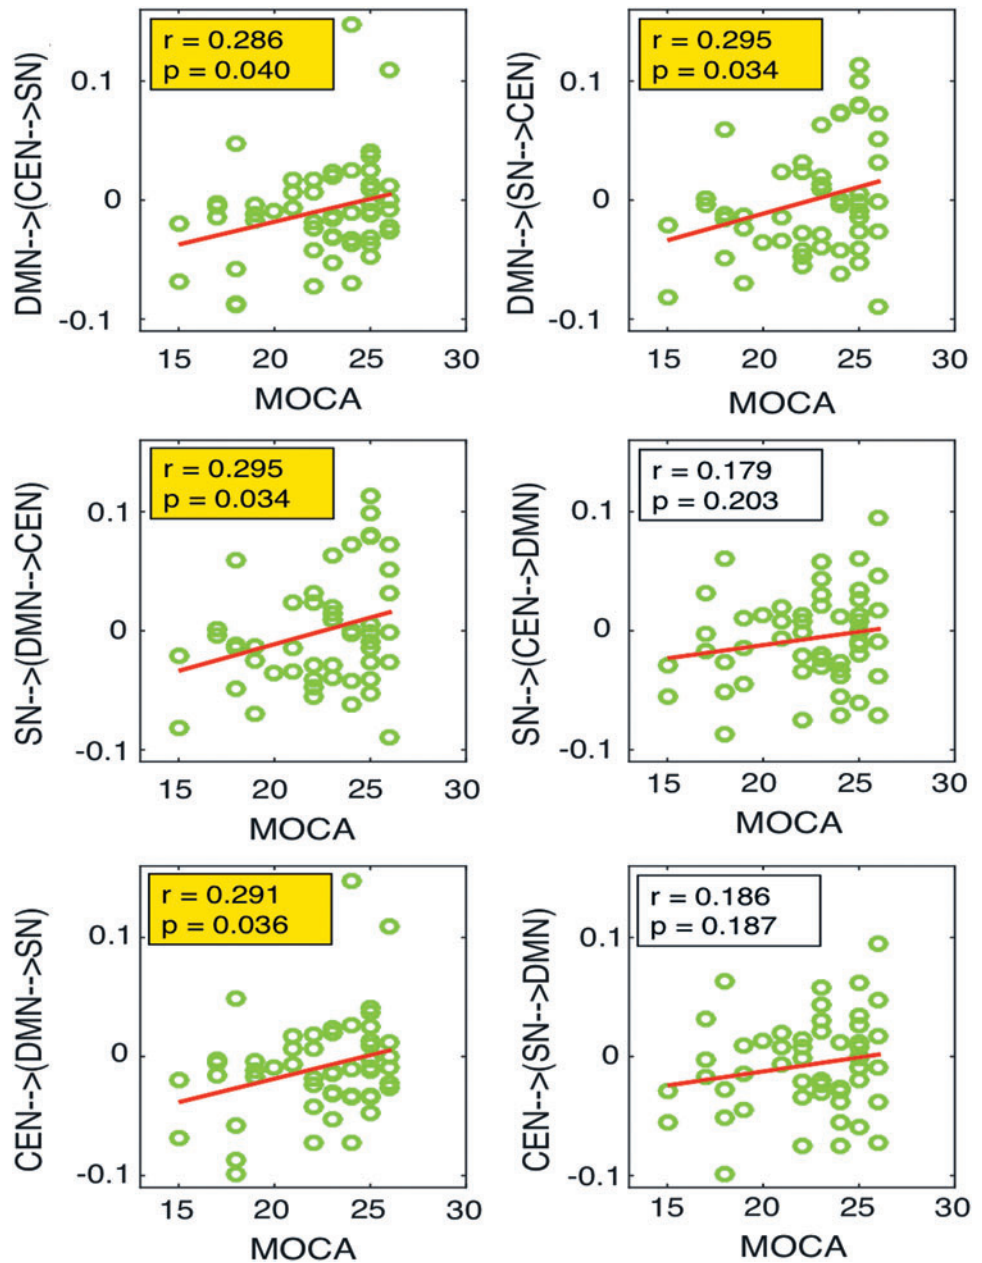 DMN-->(CEN-->SN)
r = 0.286
p = 0.040
0.1
0
-0.1
15 20 25 30
MOCA
DMN-->(SN-->CEN)
r = 0.295
p = 0.034
0.1
0
-0.1
15 20 25 30
MOCA
SN-->(DMN-->CEN)
r = 0.295
p = 0.034
0.1
0
-0.1
15 20 25 30
MOCA
SN-->(CEN-->DMN)
r = 0.179
p = 0.203
0.1
0
-0.1
15 20 25 30
MOCA
CEN-->(DMN-->SN)
r = 0.291
p = 0.036
0.1
0
-0.1
15 20 25 30
MOCA
CEN-->(SN-->DMN)
r = 0.186
p = 0.187
0.1
0
-0.1
15 20 25 30
MOCA